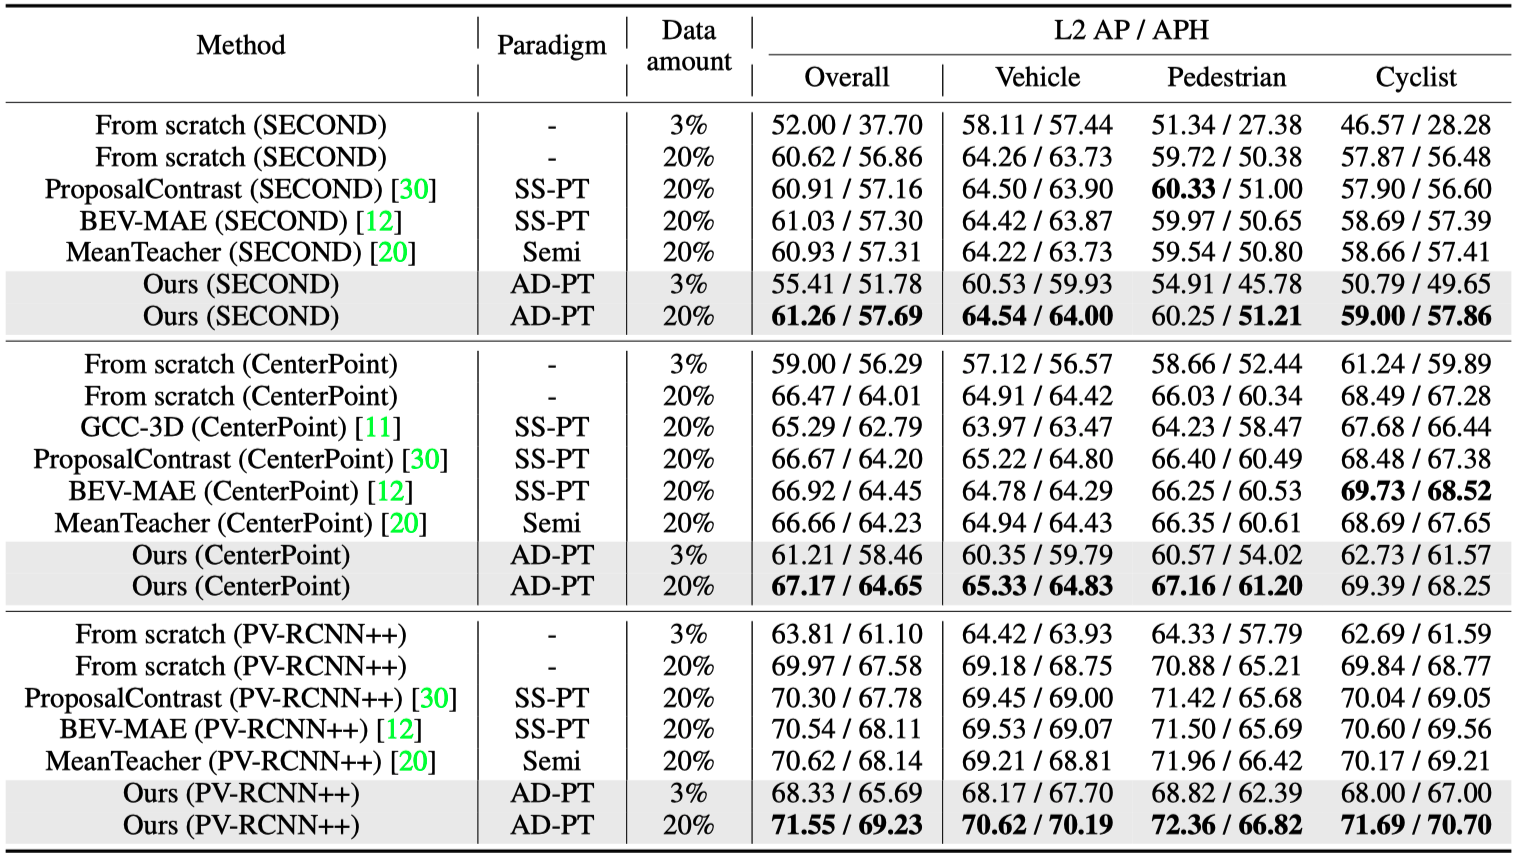 Method Paradigm Data amount L2 AP / APH
Overall Vehicle Pedestrian Cyclist
From scratch (SECOND) - 3% 52.00 / 37.70 58.11 / 57.44 51.34 / 27.38 46.57 / 28.28
From scratch (SECOND) - 20% 60.62 / 56.86 64.26 / 63.73 59.72 / 50.38 57.87 / 56.48
ProposalContrast (SECOND) [30] SS-PT 20% 60.91 / 57.16 64.50 / 63.90 60.33 / 51.00 57.90 / 56.60
BEV-MAE (SECOND) [12] SS-PT 20% 61.03 / 57.30 64.42 / 63.87 59.97 / 50.65 58.69 / 57.39
MeanTeacher (SECOND) [20] Semi 20% 60.93 / 57.31 64.22 / 63.73 59.54 / 50.80 58.66 / 57.41
Ours (SECOND) AD-PT 3% 55.41 / 51.78 60.53 / 59.93 54.91 / 45.78 50.79 / 49.65
Ours (SECOND) AD-PT 20% 61.26 / 57.69 64.54 / 64.00 60.25 / 51.21 59.00 / 57.86
From scratch (CenterPoint) - 3% 59.00 / 56.29 57.12 / 56.57 58.66 / 52.44 61.24 / 59.89
From scratch (CenterPoint) - 20% 66.47 / 64.01 64.91 / 64.42 66.03 / 60.34 68.49 / 67.28
GCC-3D (CenterPoint) [11] SS-PT 20% 65.29 / 62.79 63.97 / 63.47 64.23 / 58.47 67.68 / 66.44
ProposalContrast (CenterPoint) [30] SS-PT 20% 66.67 / 64.20 65.22 / 64.80 66.40 / 60.49 68.48 / 67.38
BEV-MAE (CenterPoint) [12] SS-PT 20% 66.92 / 64.45 64.78 / 64.29 66.25 / 60.53 69.73 / 68.52
MeanTeacher (CenterPoint) [20] Semi 20% 66.66 / 64.23 64.94 / 64.43 66.35 / 60.61 68.69 / 67.65
Ours (CenterPoint) AD-PT 3% 61.21 / 58.46 60.35 / 59.79 60.57 / 54.02 62.73 / 61.57
Ours (CenterPoint) AD-PT 20% 67.17 / 64.65 65.33 / 64.83 67.16 / 61.20 69.39 / 68.25
From scratch (PV-RCNN++) - 3% 63.81 / 61.10 64.42 / 63.93 64.33 / 57.79 62.69 / 61.59
From scratch (PV-RCNN++) - 20% 69.97 / 67.58 69.18 / 68.75 70.88 / 65.21 69.84 / 68.77
ProposalContrast (PV-RCNN++) [30] SS-PT 20% 70.30 / 67.78 69.45 / 69.00 71.42 / 65.68 70.04 / 69.05
BEV-MAE (PV-RCNN++) [12] SS-PT 20% 70.54 / 68.11 69.53 / 69.07 71.50 / 65.69 70.60 / 69.56
MeanTeacher (PV-RCNN++) [20] Semi 20% 70.62 / 68.14 69.21 / 68.81 71.96 / 66.42 70.17 / 69.21
Ours (PV-RCNN++) AD-PT 3% 68.33 / 65.69 68.17 / 67.70 68.82 / 62.39 68.00 / 67.00
Ours (PV-RCNN++) AD-PT 20% 71.55 / 69.23 70.62 / 70.19 72.36 / 66.82 71.69 / 70.70